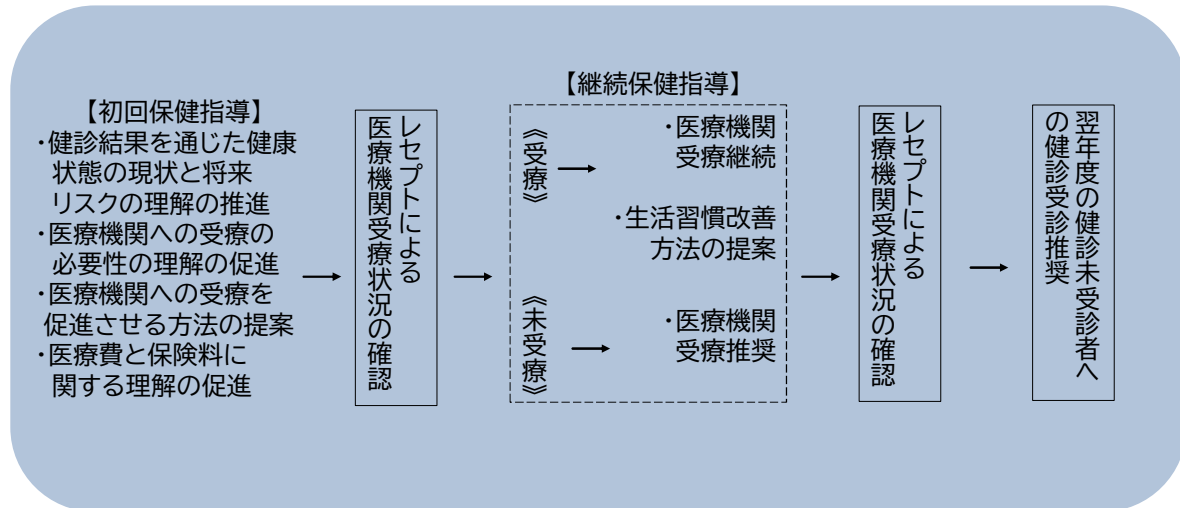 【初回保健指導】
・健診結果を通じた健康
状態の現状と将来
リスクの理解の推進
・医療機関への受療の
必要性の理解の促進
・医療機関への受療を
促進させる方法の提案
・医療費と保険料に
関する理解の促進
レセプトによる
医療機関受療状況の確認
【継続保健指導】
《受療》
・医療機関
受療継続
・生活習慣改善
方法の提案
《未受療》
・医療機関
受療推奨
レセプトによる
医療機関受療状況の確認
翌年度の健診未受診者へ
の健診受診推奨